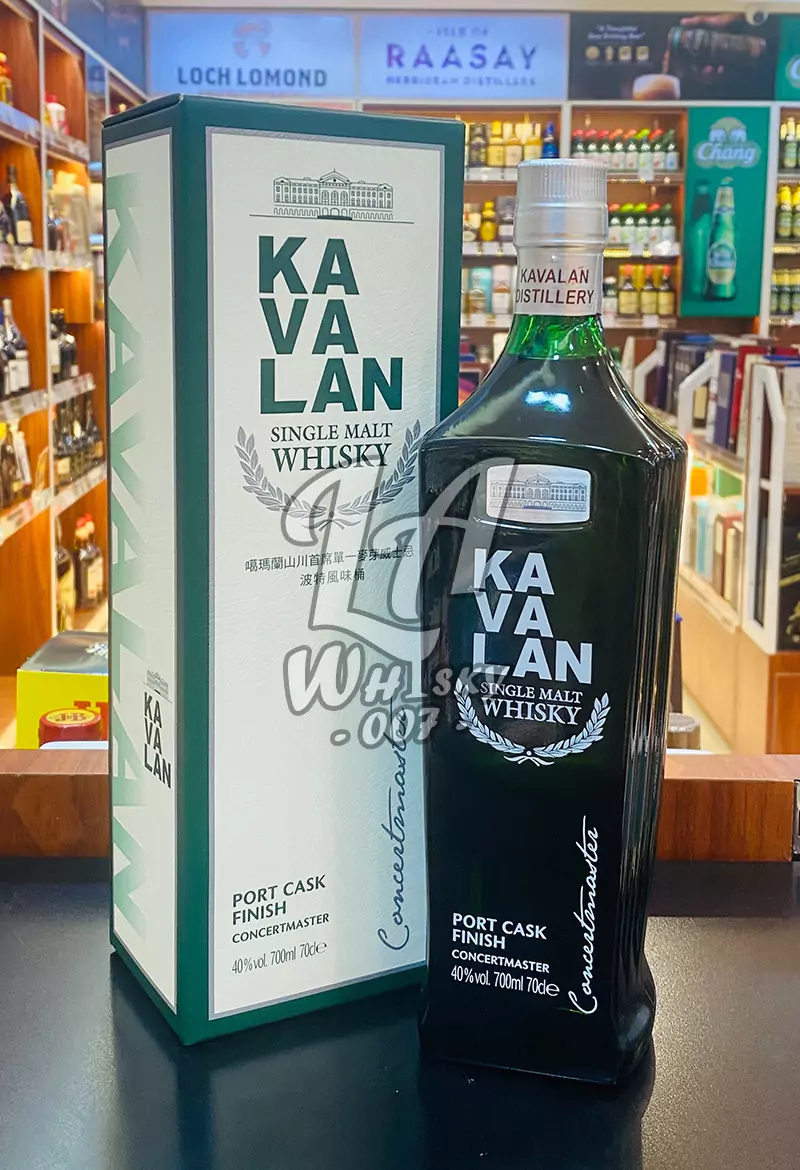 LOCH LOMOND
ISLE OF
RAASAY
HEBRIDEAN DISTILLERS
Chang
KAVALAN
KA
VA
LAN
SINGLE MALT
WHISKY
噶瑪蘭山川首席單一麥芽威士忌
波特風味桶
KA
VA
LAN
PORT CASK
FINISH
CONCERTMASTER
40%vol. 700ml 70cl℮
Concertmaster
KAVALAN
DISTILLERY
KA
VA
LAN
SINGLE MALT
WHISKY
PORT CASK
FINISH
CONCERTMASTER
40%vol. 700ml 70cl℮
Concertmaster
LA
WHISKY
- 007 -